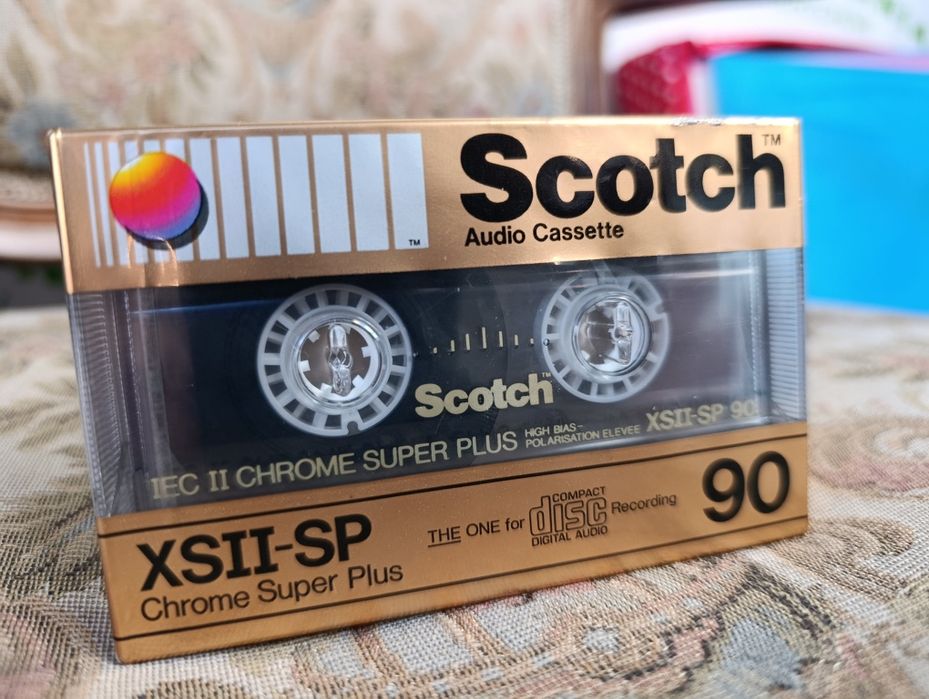 Scotch™
Audio Cassette
™
Scotch™
IEC II CHROME SUPER PLUS HIGH BIAS–
POLARISATION ELEVEE XSII-SP 90
XSII-SP
Chrome Super Plus
THE ONE for COMPACT disc DIGITAL AUDIO Recording
90